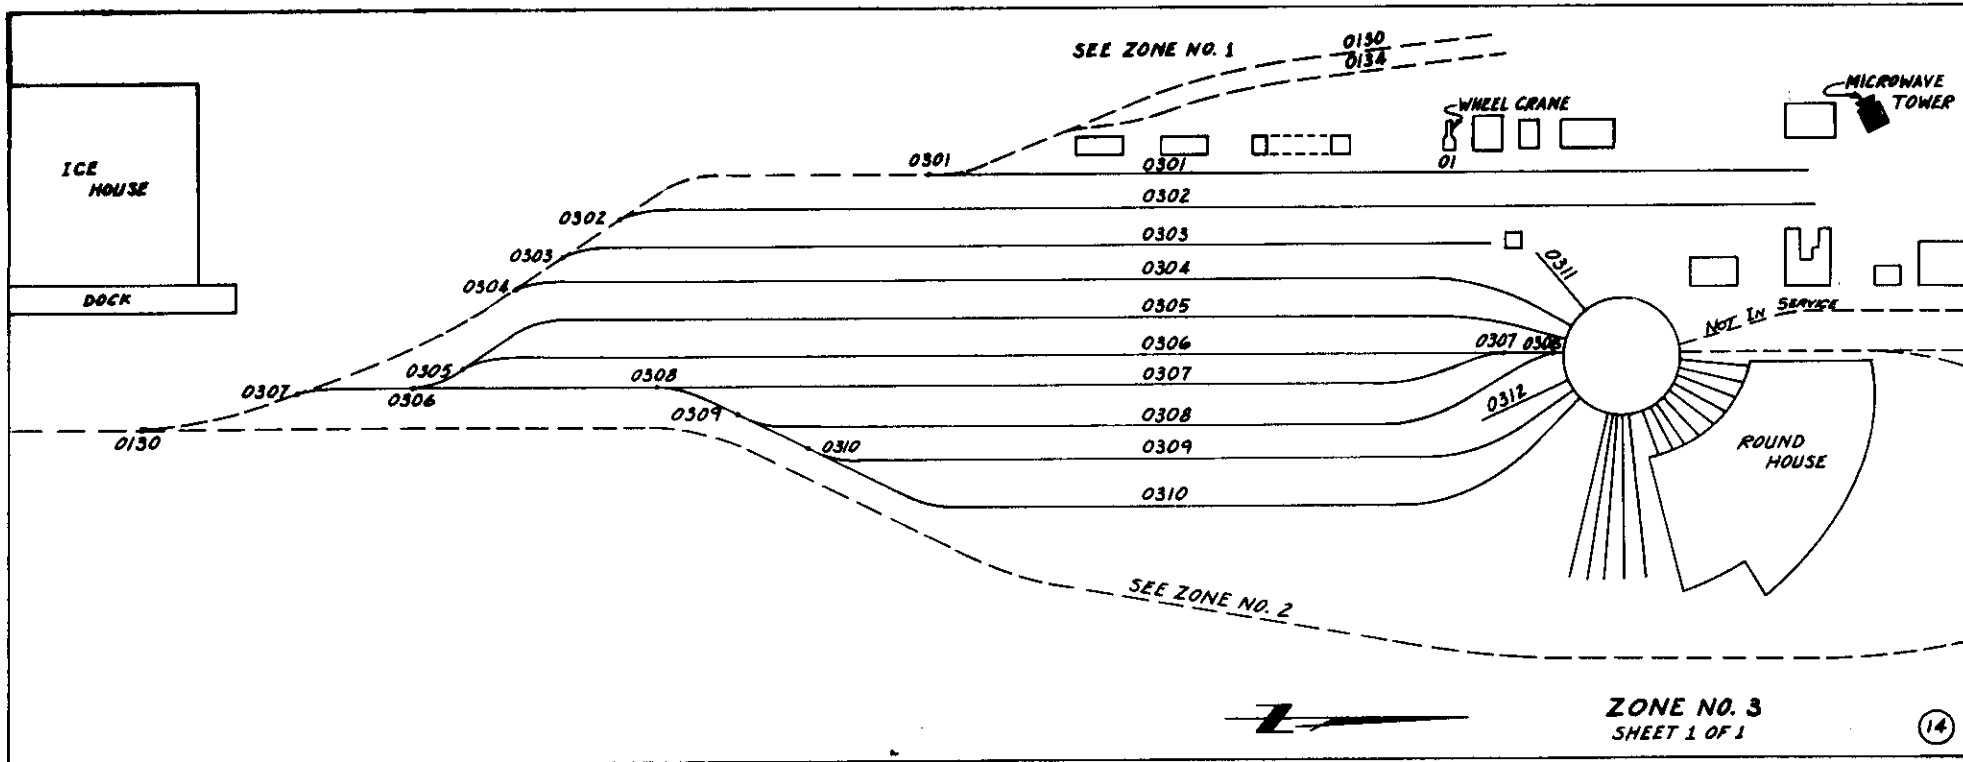 SEE ZONE NO. 1
0130
0134
MICROWAVE
TOWER
WHEEL CRANE
01
ICE
HOUSE
DOCK
0301
0301
0302
0302
0303
0303
0304
0304
0311
0305
NOT IN SERVICE
0306
0307
0308
0305
0308
0307
0307
0306
0312
0309
0308
0130
0310
0309
ROUND
HOUSE
0310
SEE ZONE NO. 2
ZONE NO. 3
SHEET 1 OF 1
14